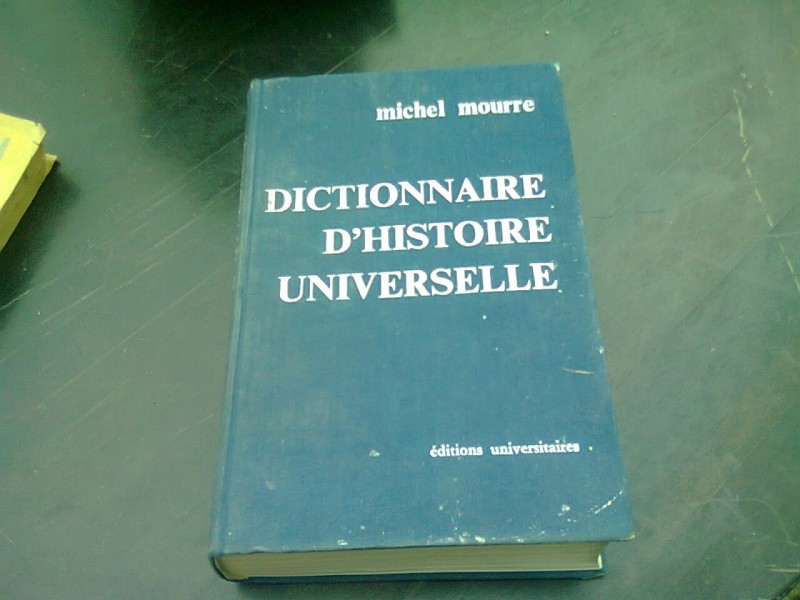 michel mourre
DICTIONNAIRE
D'HISTOIRE
UNIVERSELLE
éditions universitaires